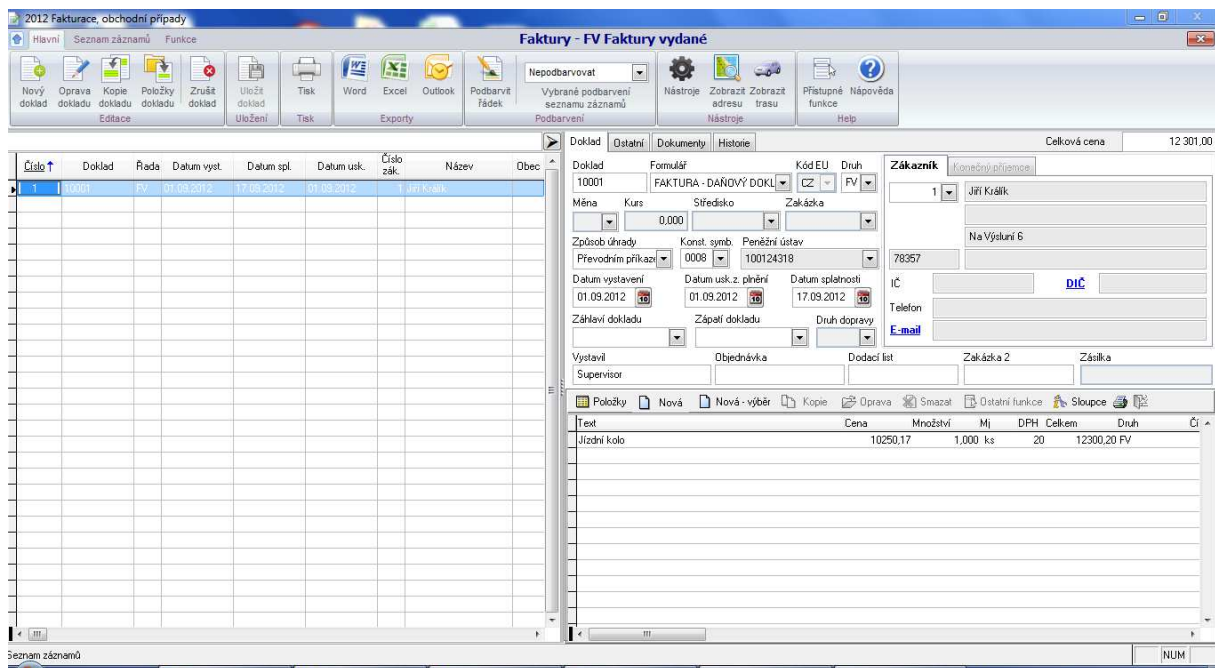 2012 Fakturace, obchodní případy
Hlavní Seznam záznamů Funkce
Faktury - FV Faktury vydané
Nový doklad
Oprava dokladu
Kopie dokladu
Položky dokladu
Zrušit doklad
Uložit doklad
Tisk
Word
Excel
Outlook
Podbarvit řádek
Nepodbarvovat
Vybrané podbarvení seznamu záznamů
Nástroje
Zobrazit adresu
Zobrazit trasu
Přístupné funkce
Nápověda
Editace Uložení Tisk Exporty Podbarvení Nástroje Help
Číslo Doklad Řada Datum vyst. Datum spl. Datum usk. Číslo zák. Název Obec
1 10001 FV 01.09.2012 17.09.2012 01.09.2012 1 Jiří Králík
Doklad Ostatní Dokumenty Historie Celková cena 12 301,00
Doklad Formulář Kód EU Druh
10001 FAKTURA - DAŇOVÝ DOKL CZ FV
Měna Kurs Středisko Zakázka
0,000
Způsob úhrady Konst. symb. Peněžní ústav
Převodním příkaze 0008 100124318
Datum vystavení Datum usk.z. plnění Datum splatnosti
01.09.2012 10 01.09.2012 10 17.09.2012 10
Záhlaví dokladu Zápatí dokladu Druh dopravy
Zákazník Konečný příjemce
1 Jiří Králík
Na Výsluní 6
78357
IČ DIČ
Telefon
E-mail
Vystavil Objednávka Dodací list Zakázka 2 Zásilka
Supervisor
Položky Nová Nová - výběr Kopie Oprava Smazat Ostatní funkce Sloupce
Text Cena Množství Mj DPH Celkem Druh Čí
Jízdní kolo 10250,17 1,000 ks 20 12300,20 FV
Seznam záznamů NUM